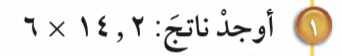 ١ أوجدْ ناتجَ: ١٤,٢ × ٦